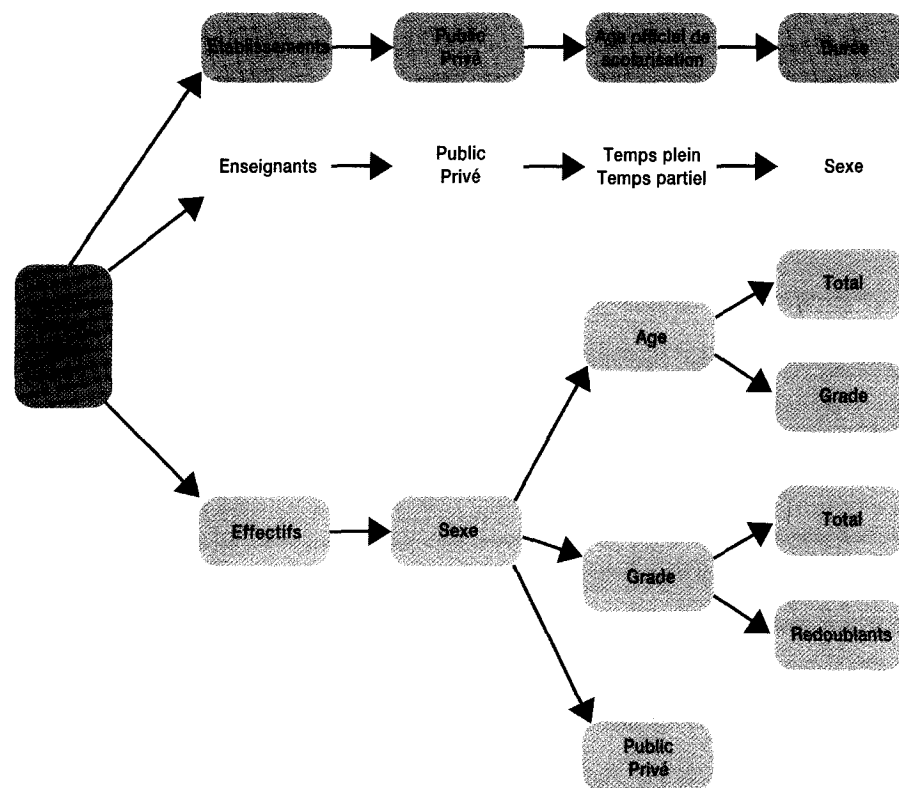 Etablissements
Public
Privé
Age officiel de
scolarisation
Durée
Enseignants
Public
Privé
Temps plein
Temps partiel
Sexe
Total
Age
Grade
Effectifs
Sexe
Total
Grade
Redoublants
Public
Privé